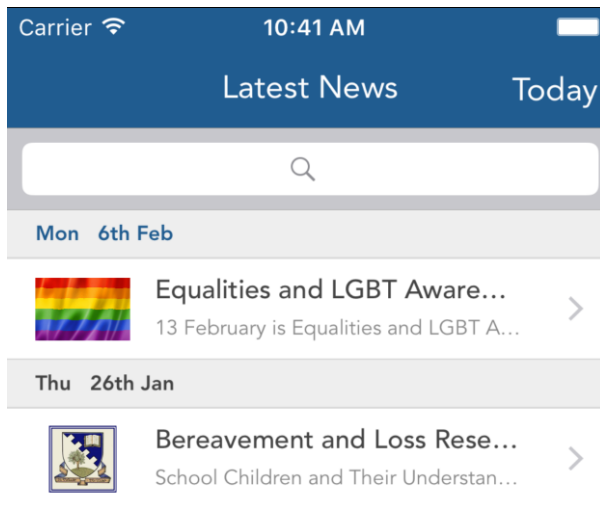 Carrier 10:41 AM
Latest News Today
Mon 6th Feb
Equalities and LGBT Aware...
13 February is Equalities and LGBT A...
Thu 26th Jan
Bereavement and Loss Rese...
School Children and Their Understan...